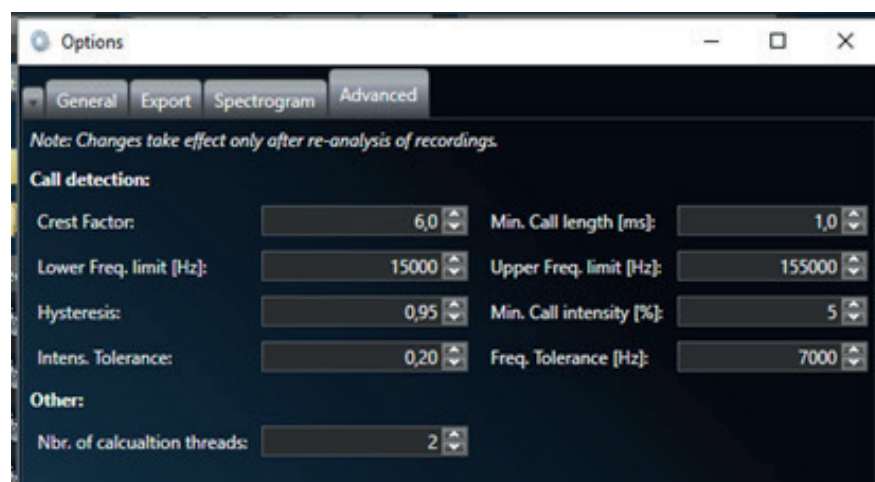 Options
General Export Spectrogram Advanced
Note: Changes take effect only after re-analysis of recordings.
Call detection:
Crest Factor: 6,0 Min. Call length [ms]: 1,0
Lower Freq. limit [Hz]: 15000 Upper Freq. limit [Hz]: 155000
Hysteresis: 0,95 Min. Call intensity [%]: 5
Intens. Tolerance: 0,20 Freq. Tolerance [Hz]: 7000
Other:
Nbr. of calcualtion threads: 2